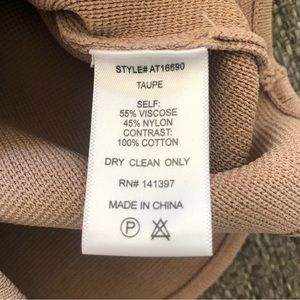 STYLE# AT16690
TAUPE
SELF:
55% VISCOSE
45% NYLON
CONTRAST:
100% COTTON
DRY CLEAN ONLY
RN# 141397
MADE IN CHINA
P